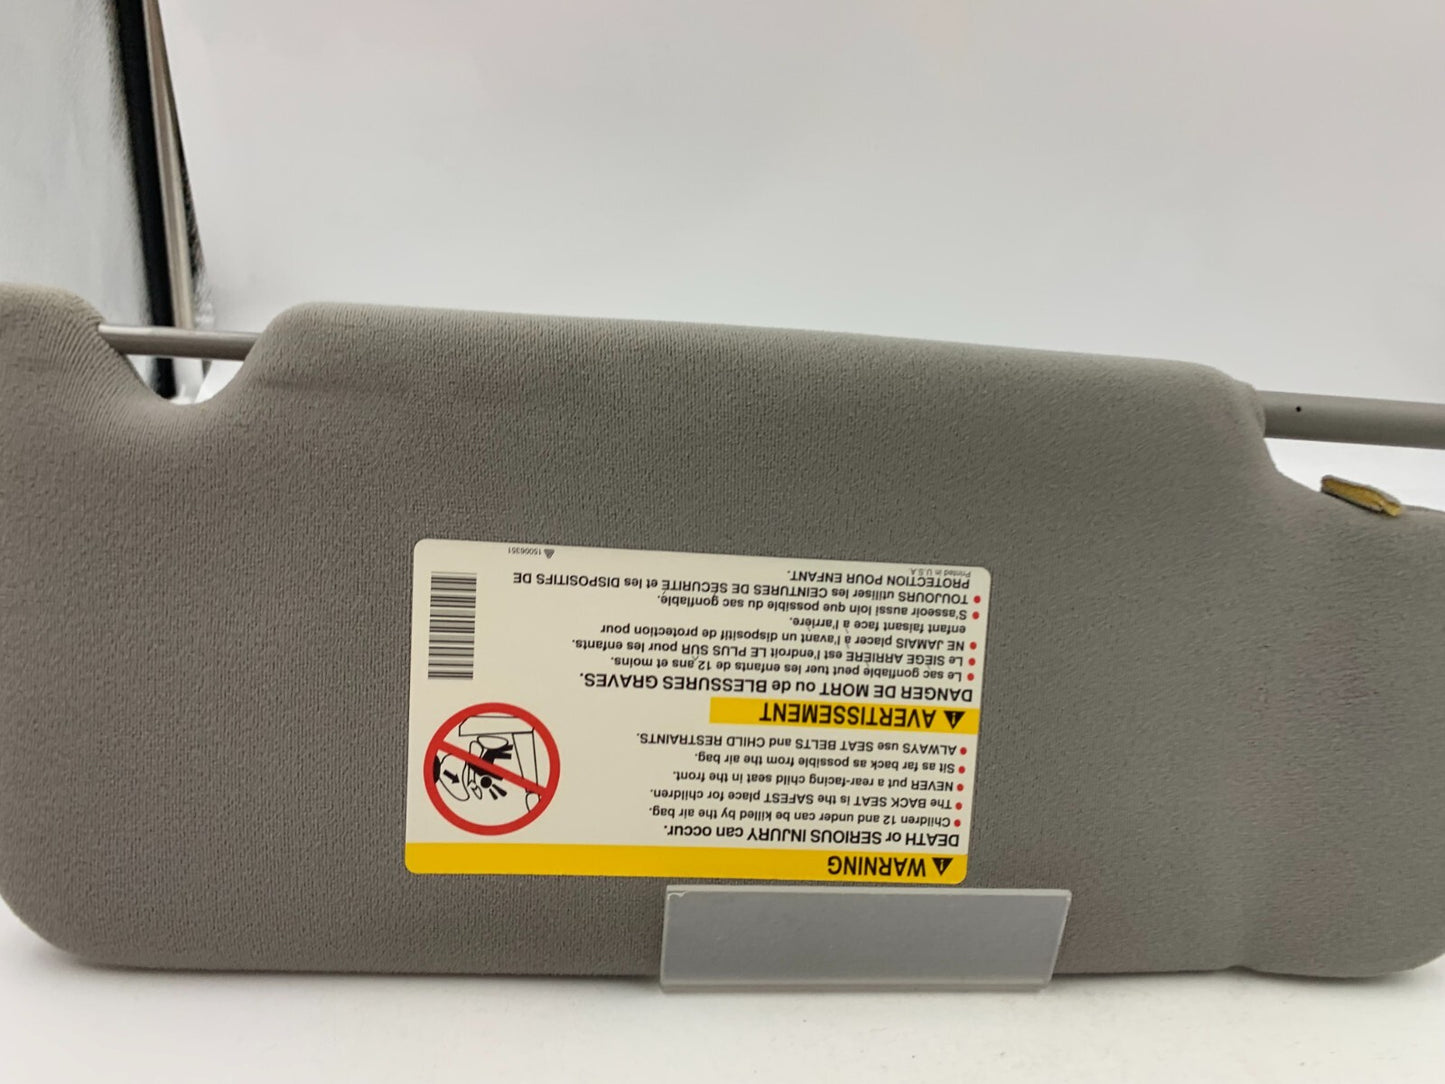 WARNING
DEATH or SERIOUS INJURY can occur.
• Children 12 and under can be killed by the air bag.
• The BACK SEAT is the SAFEST place for children.
• NEVER put a rear-facing child seat in the front.
• Sit as far back as possible from the air bag.
• ALWAYS use SEAT BELTS and CHILD RESTRAINTS.
AVERTISSEMENT
DANGER DE MORT ou de BLESSURES GRAVES.
• Le sac gonflable peut tuer les enfants de 12 ans et moins.
• Le SIEGE ARRIÈRE est l'endroit LE PLUS SÛR pour les enfants.
• NE JAMAIS placer à l'avant un dispositif de protection pour
enfant faisant face à l'arrière.
• S'asseoir aussi loin que possible du sac gonflable.
• TOUJOURS utiliser les CEINTURES DE SÉCURITÉ et les DISPOSITIFS DE
PROTECTION POUR ENFANT.
Printed in U.S.A.
15006351